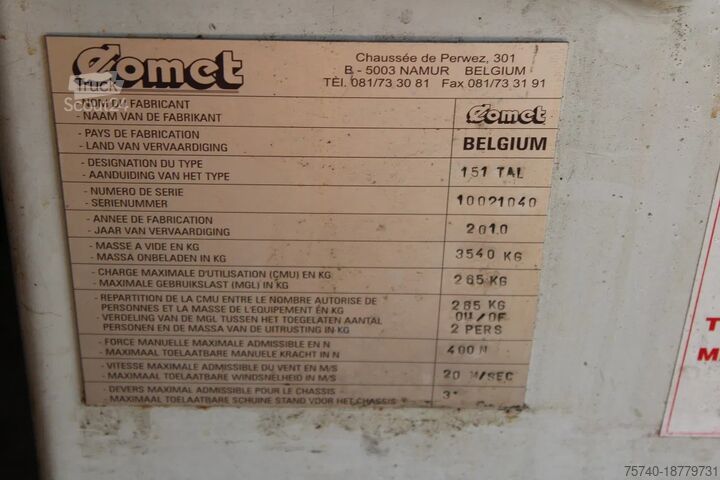 Comet
Chaussée de Perwez, 301
B - 5003 NAMUR BELGIUM
TÉl. 081/73 30 81 Fax 081/73 31 91
Truck
Scout24
- NOM DE FABRICANT
- NAAM VAN DE FABRIKANT
Comet
- PAYS DE FABRICATION
- LAND VAN VERVAARDIGING
BELGIUM
- DESIGNATION DU TYPE
- AANDUIDING VAN HET TYPE
151 TAL
- NUMERO DE SERIE
- SERIENUMMER
10021040
- ANNEE DE FABRICATION
- JAAR VAN VERVAARDIGING
2010
- MASSE A VIDE EN KG
- MASSA ONBELADEN IN KG
3540 KG
- CHARGE MAXIMALE D'UTILISATION (CMU) EN KG
- MAXIMALE GEBRUIKSLAST (MGL) IN KG
265 KG
- REPARTITION DE LA CMU ENTRE LE NOMBRE AUTORISE DE
PERSONNES ET LA MASSE DE L'EQUIPEMENT EN KG
- VERDELING VAN DE MGL TUSSEN HET TOEGELATEN AANTAL
PERSONEN EN DE MASSA VAN DE UITRUSTING IN KG
265 KG
OU/OF
2 PERS
- FORCE MANUELLE MAXIMALE ADMISSIBLE EN N
- MAXIMAAL TOELAATBARE MANUELE KRACHT IN N
400 N
- VITESSE MAXIMALE ADMISSIBLE DU VENT EN M/S
- MAXIMAAL TOELAATBARE WINDSNELHEID IN M/S
20 M/SEC
- DEVERS MAXIMAL ADMISSIBLE POUR LE CHASSIS
- MAXIMAAL TOELAATBARE SCHUINE STAND VOOR HET CHASSIS
3°
T
M
75740-18779731